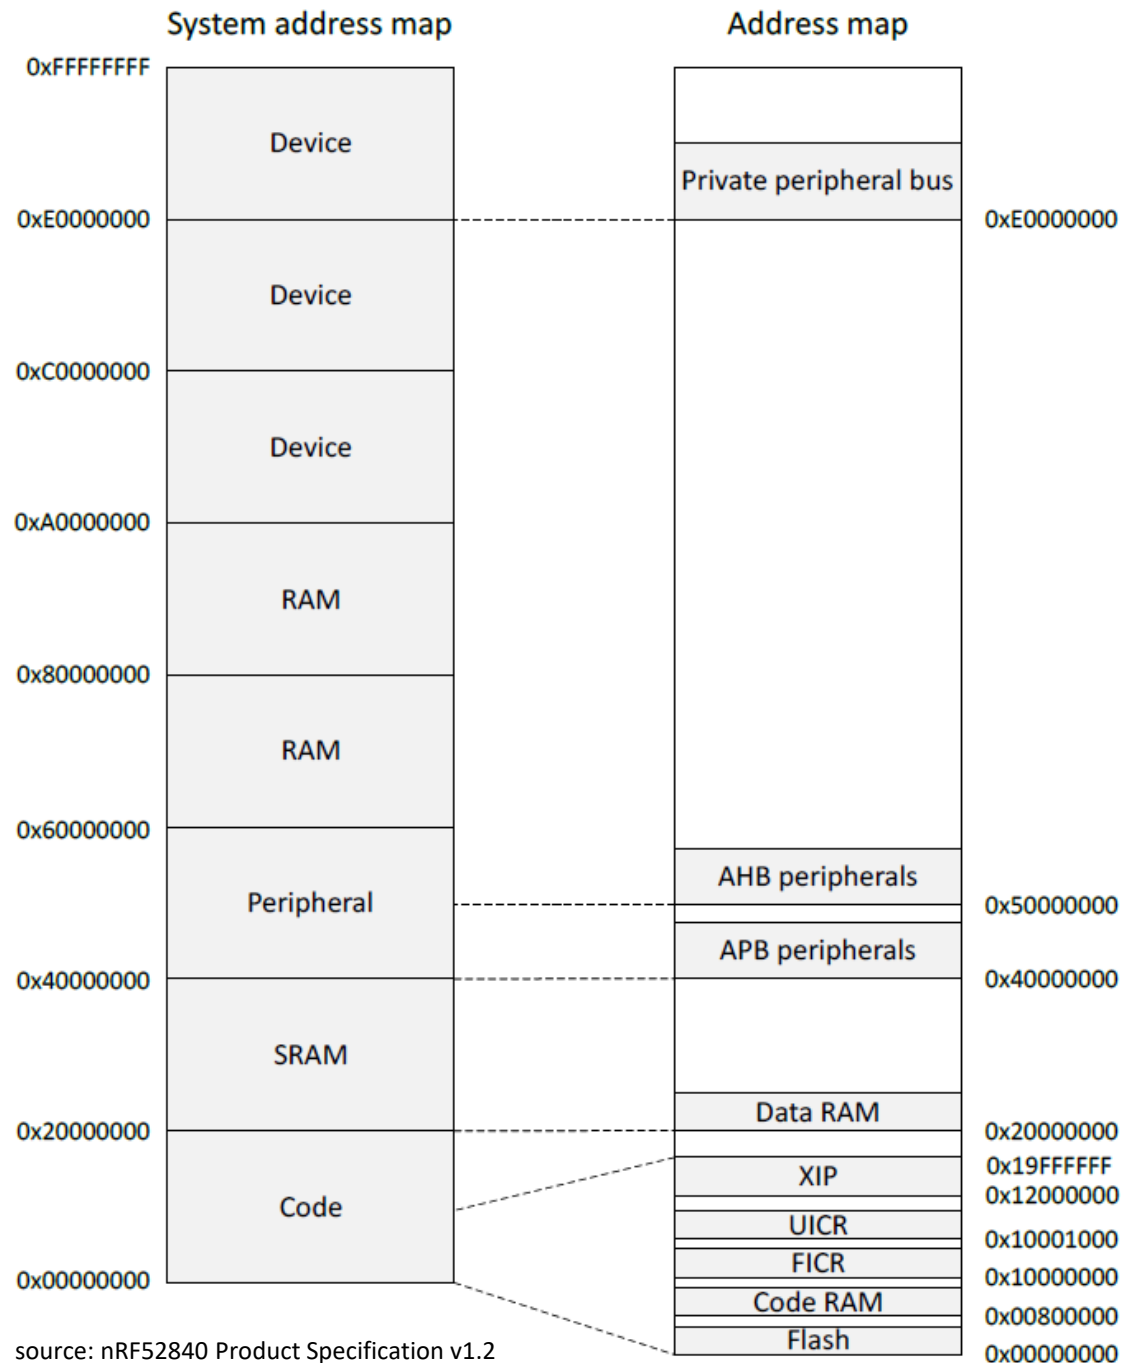 System address map
Address map
0xFFFFFFFF
Device
Private peripheral bus
0xE0000000
0xE0000000
Device
0xC0000000
Device
0xA0000000
RAM
0x80000000
RAM
0x60000000
AHB peripherals
Peripheral
0x50000000
APB peripherals
0x40000000
0x40000000
SRAM
Data RAM
0x20000000
0x20000000
0x19FFFFFF
XIP
0x12000000
Code
UICR
0x10001000
FICR
0x00000000
0x10000000
Code RAM
0x00800000
Flash
0x00000000
source: nRF52840 Product Specification v1.2